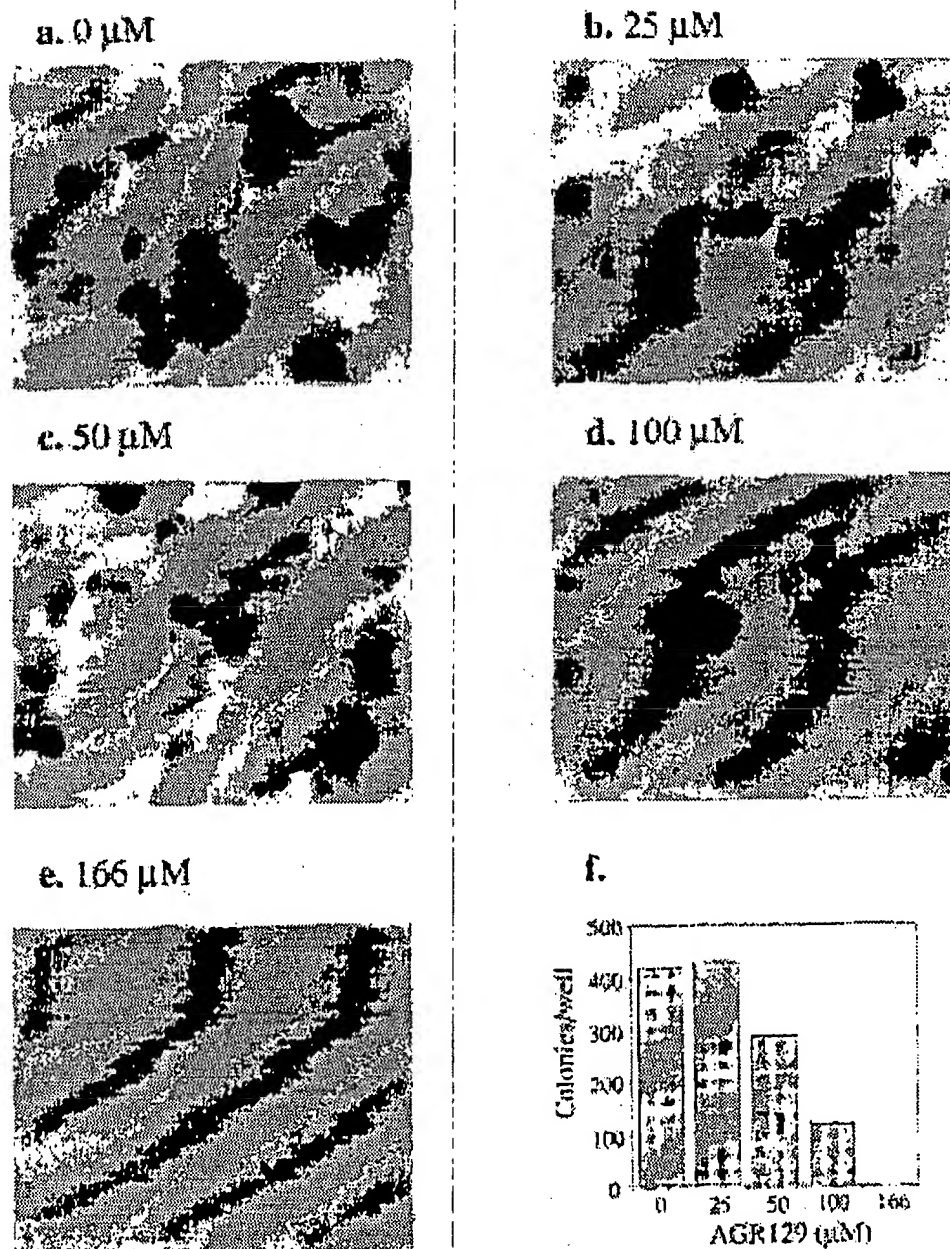 a. 0 µM
b. 25 µM
c. 50 µM
d. 100 µM
e. 166 µM
f.
500
400
300
200
100
0
Colonies/well
0 25 50 100 166
AGR129 (µM)